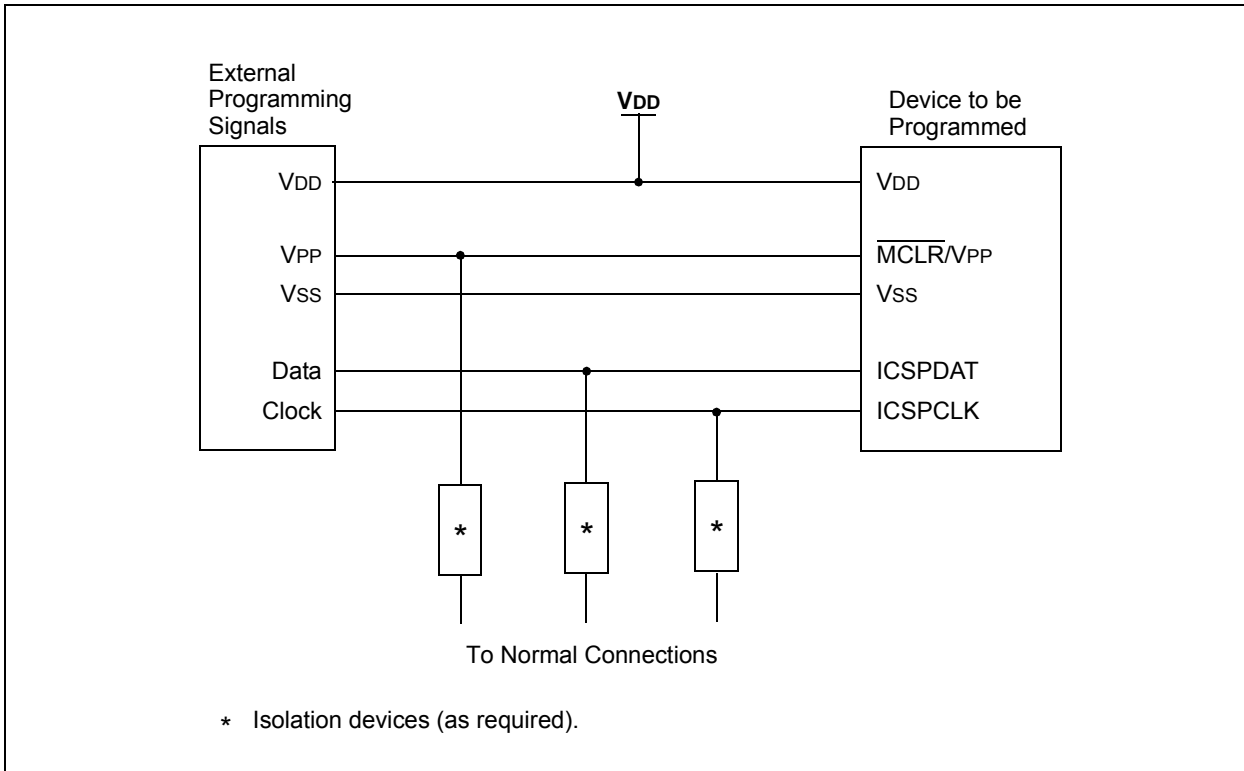 External
Programming
Signals
VDD
Device to be
Programmed
VDD
VDD
VPP
MCLR/VPP
VSS
VSS
Data
ICSPDAT
Clock
ICSPCLK
*
*
*
To Normal Connections
* Isolation devices (as required).